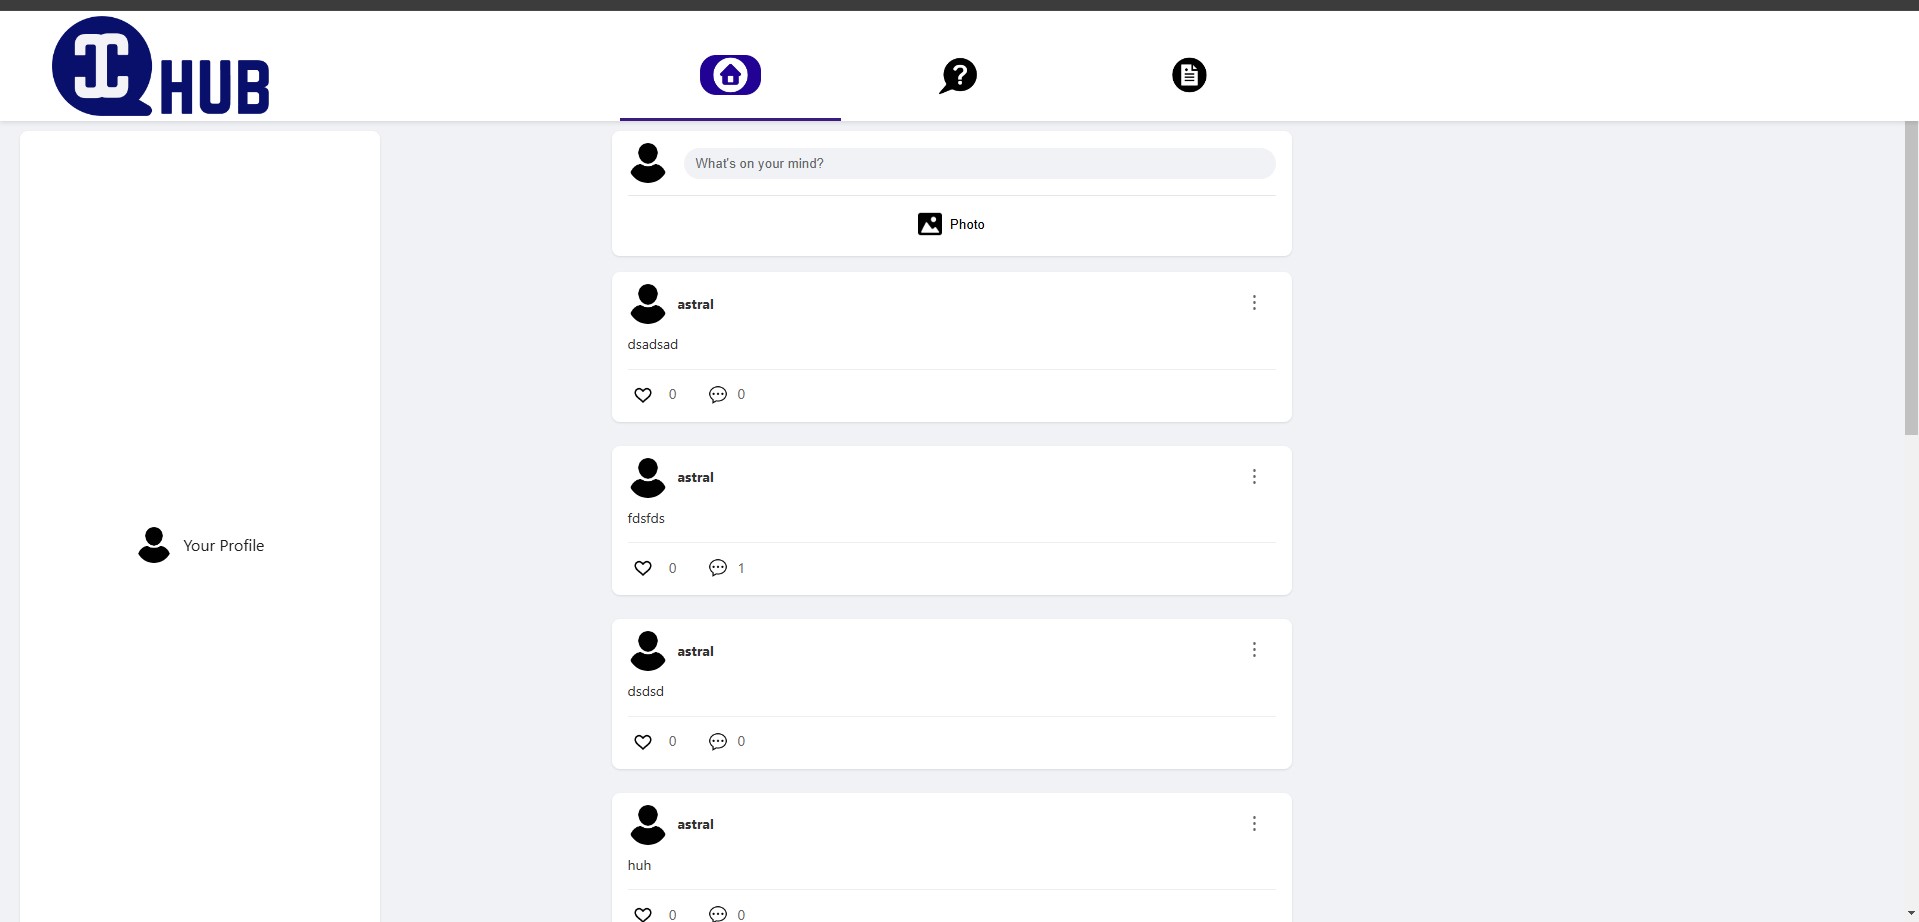 HUB
What's on your mind?
Photo
astral
dsadsad
0 0
astral
fdsfds
0 1
astral
dsdsd
0 0
astral
huh
0 0
Your Profile